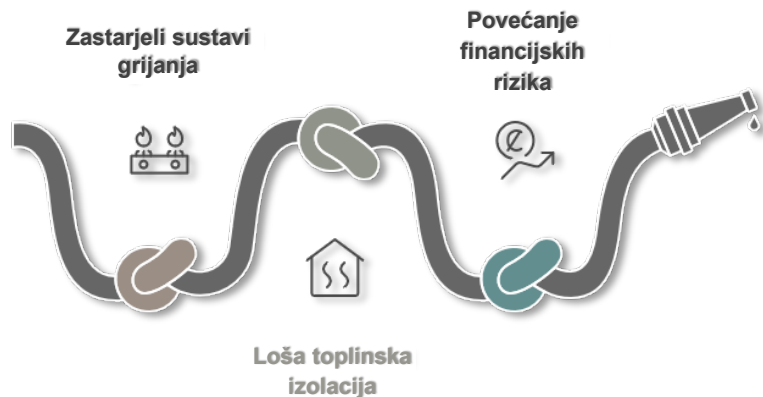 Zastarjeli sustavi
grijanja
Povećanje
financijskih
rizika
₡
Loša toplinska
izolacija